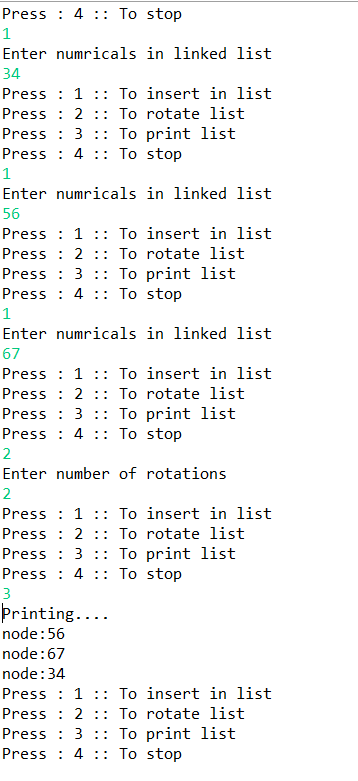 Press : 4 :: To stop
1
Enter numricals in linked list
34
Press : 1 :: To insert in list
Press : 2 :: To rotate list
Press : 3 :: To print list
Press : 4 :: To stop
1
Enter numricals in linked list
56
Press : 1 :: To insert in list
Press : 2 :: To rotate list
Press : 3 :: To print list
Press : 4 :: To stop
1
Enter numricals in linked list
67
Press : 1 :: To insert in list
Press : 2 :: To rotate list
Press : 3 :: To print list
Press : 4 :: To stop
2
Enter number of rotations
2
Press : 1 :: To insert in list
Press : 2 :: To rotate list
Press : 3 :: To print list
Press : 4 :: To stop
3
Printing....
node:56
node:67
node:34
Press : 1 :: To insert in list
Press : 2 :: To rotate list
Press : 3 :: To print list
Press : 4 :: To stop